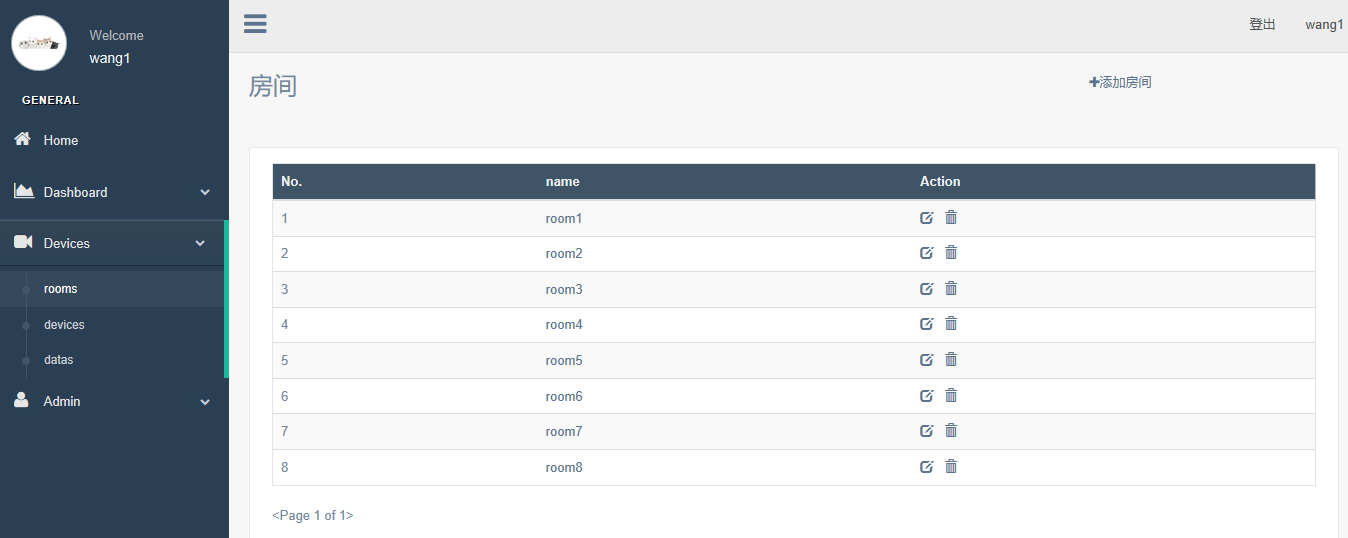 Welcome
wang1
GENERAL
Home
Dashboard
Devices
rooms
devices
datas
Admin
登出 wang1
房间
添加房间
No. name Action
1 room1
2 room2
3 room3
4 room4
5 room5
6 room6
7 room7
8 room8
<Page 1 of 1>